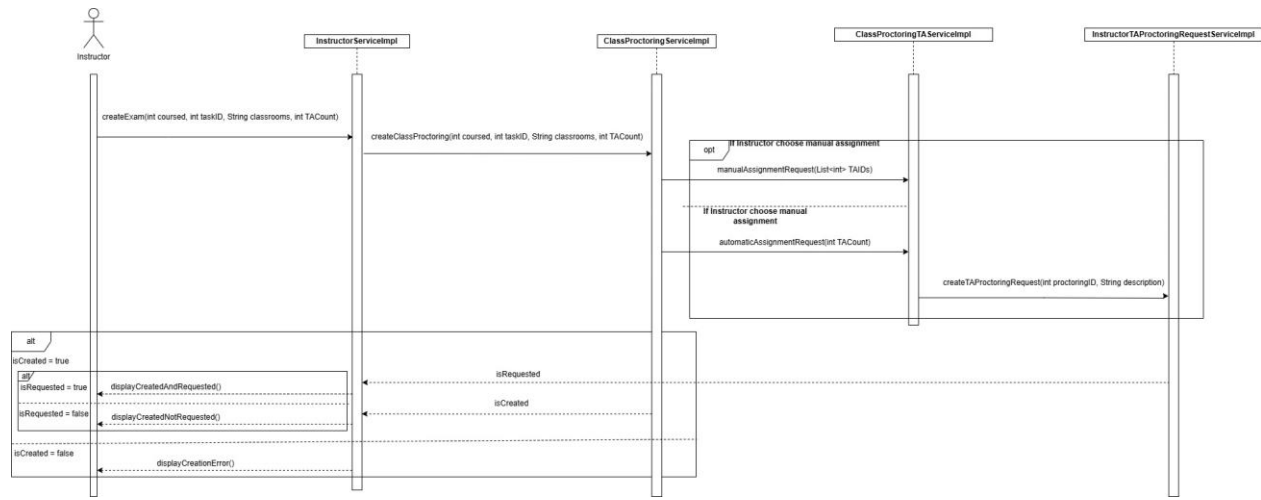 Instructor
InstructorServiceImpl
ClassProctoringServiceImpl
ClassProctoringTAServiceImpl
InstructorTAProctoringRequestServiceImpl
createExam(int coursed, int taskID, String classrooms, int TACount)
createClassProctoring(int coursed, int taskID, String classrooms, int TACount)
opt
If Instructor choose manual assignment
manualAssignmentRequest(List<int> TAIDs)
If Instructor choose manual
assignment
automaticAssignmentRequest(int TACount)
createTAProctoringRequest(int proctoringID, String description)
alt
isCreated = true
alt
isRequested = true
displayCreatedAndRequested()
isRequested
isRequested = false
displayCreatedNotRequested()
isCreated
isCreated = false
displayCreationError()